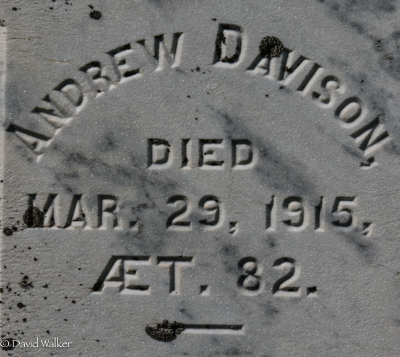 ANDREW DAVISON,
DIED
MAR. 29, 1915,
ÆT. 82.
© David Walker